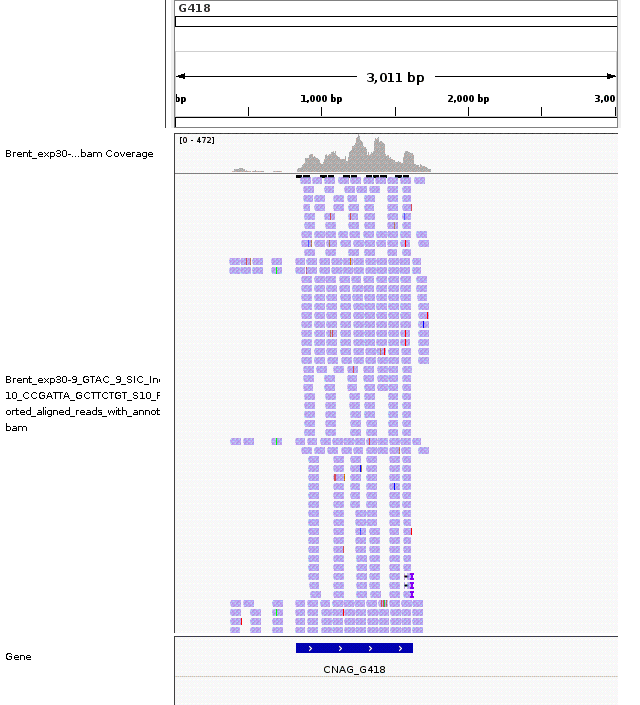 G418
3,011 bp
bp 1,000 bp 2,000 bp 3,00
[0 - 472]
Brent_exp30-...bam Coverage
Brent_exp30-9_GTAC_9_SIC_In
10_CCGATTA_GCTTCTGT_S10_
orted_aligned_reads_with_annot
bam
Gene
CNAG_G418